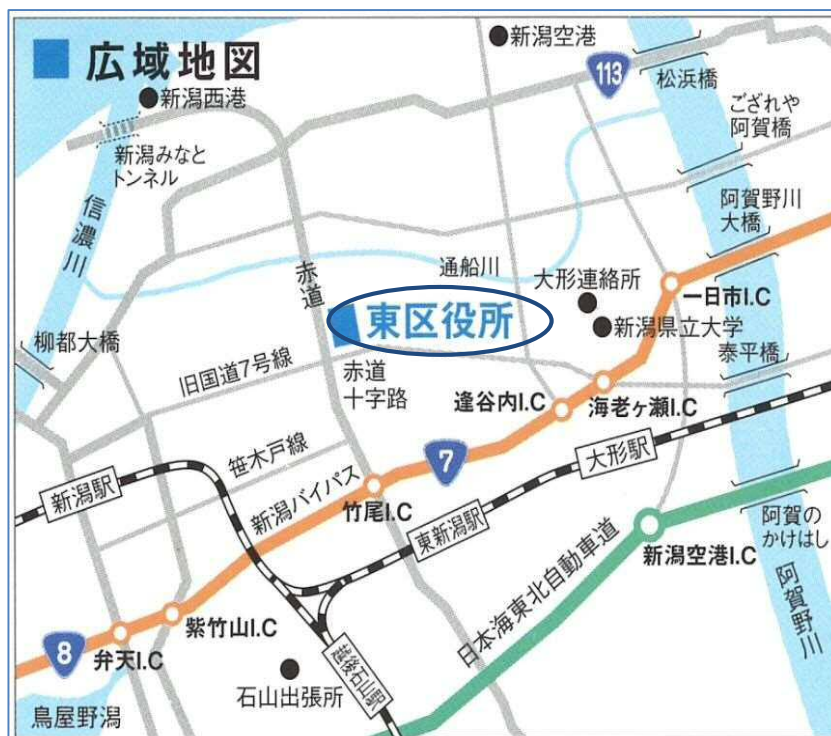 広域地図
新潟空港
新潟西港
113
松浜橋
ござれや
阿賀橋
新潟みなと
トンネル
信濃川
阿賀野川
大橋
赤道
通船川
大形連絡所
一日市I.C
東区役所
新潟県立大学
柳都大橋
泰平橋
旧国道7号線
赤道
十字路
逢谷内I.C
海老ヶ瀬I.C
笹木戸線
7
大形駅
新潟駅
新潟バイパス
竹尾I.C
東新潟駅
阿賀の
かけはし
新潟空港I.C
日本海東北自動車道
阿賀野川
紫竹山I.C
8
弁天I.C
石山出張所
越後石山駅
鳥屋野潟